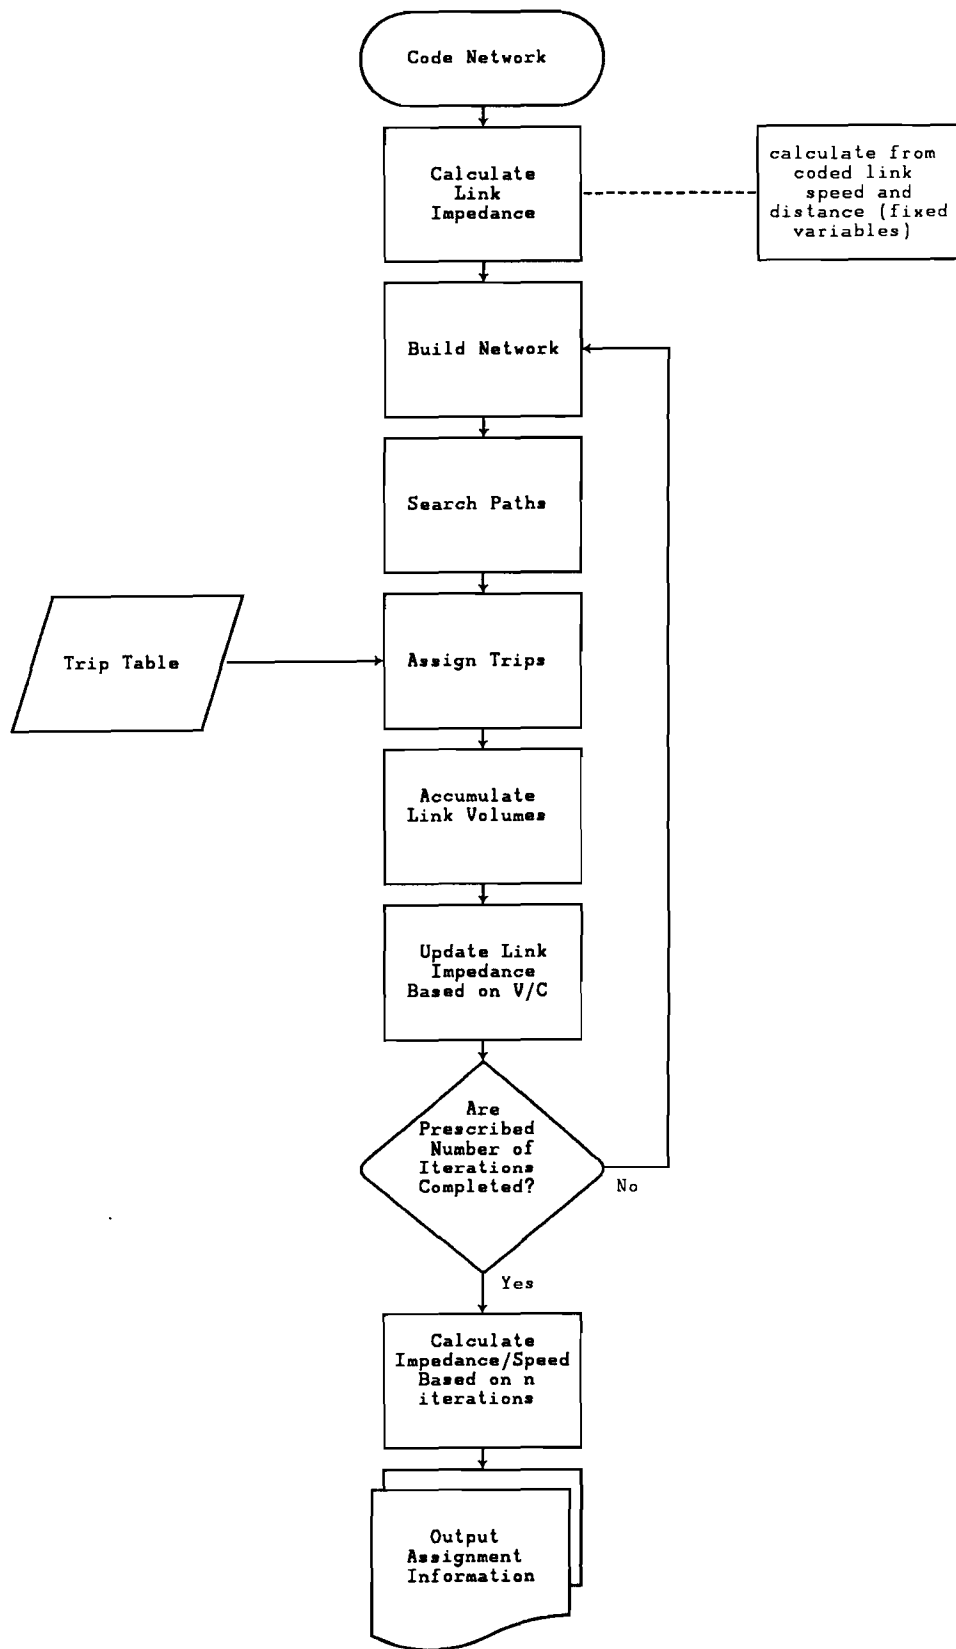 Code Network
Calculate
Link
Impedance
calculate from
coded link
speed and
distance (fixed
variables)
Build Network
Search Paths
Trip Table
Assign Trips
Accumulate
Link Volumes
Update Link
Impedance
Based on V/C
Are
Prescribed
Number of
Iterations
Completed?
No
Yes
Calculate
Impedance/Speed
Based on n
iterations
Output
Assignment
Information